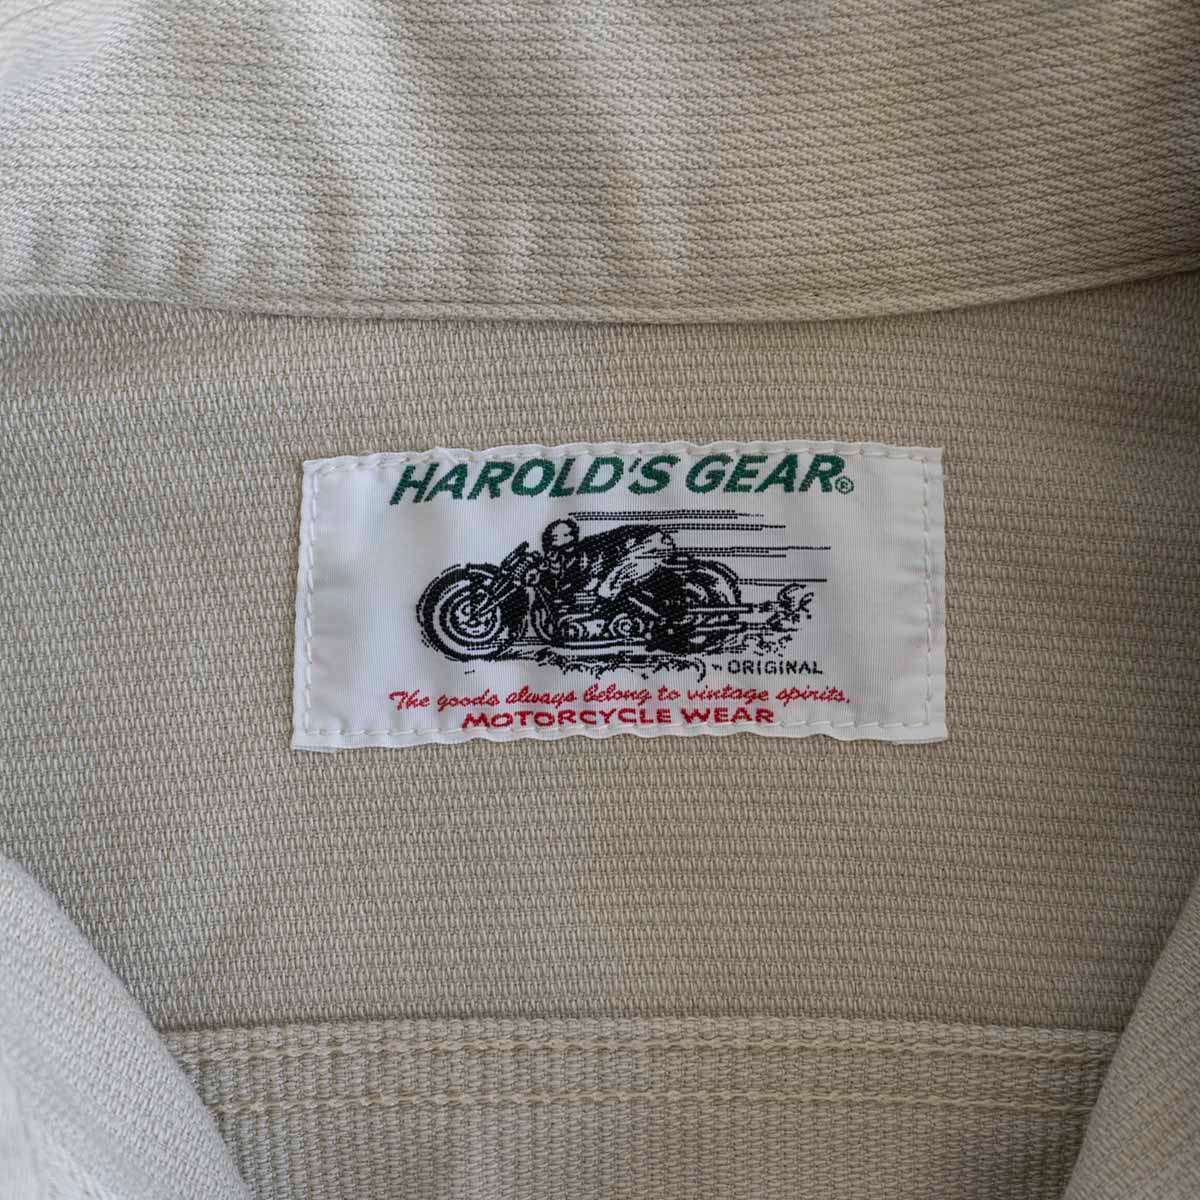 HAROLD'S GEAR®
ORIGINAL
The goods always belong to vintage spirits.
MOTORCYCLE WEAR